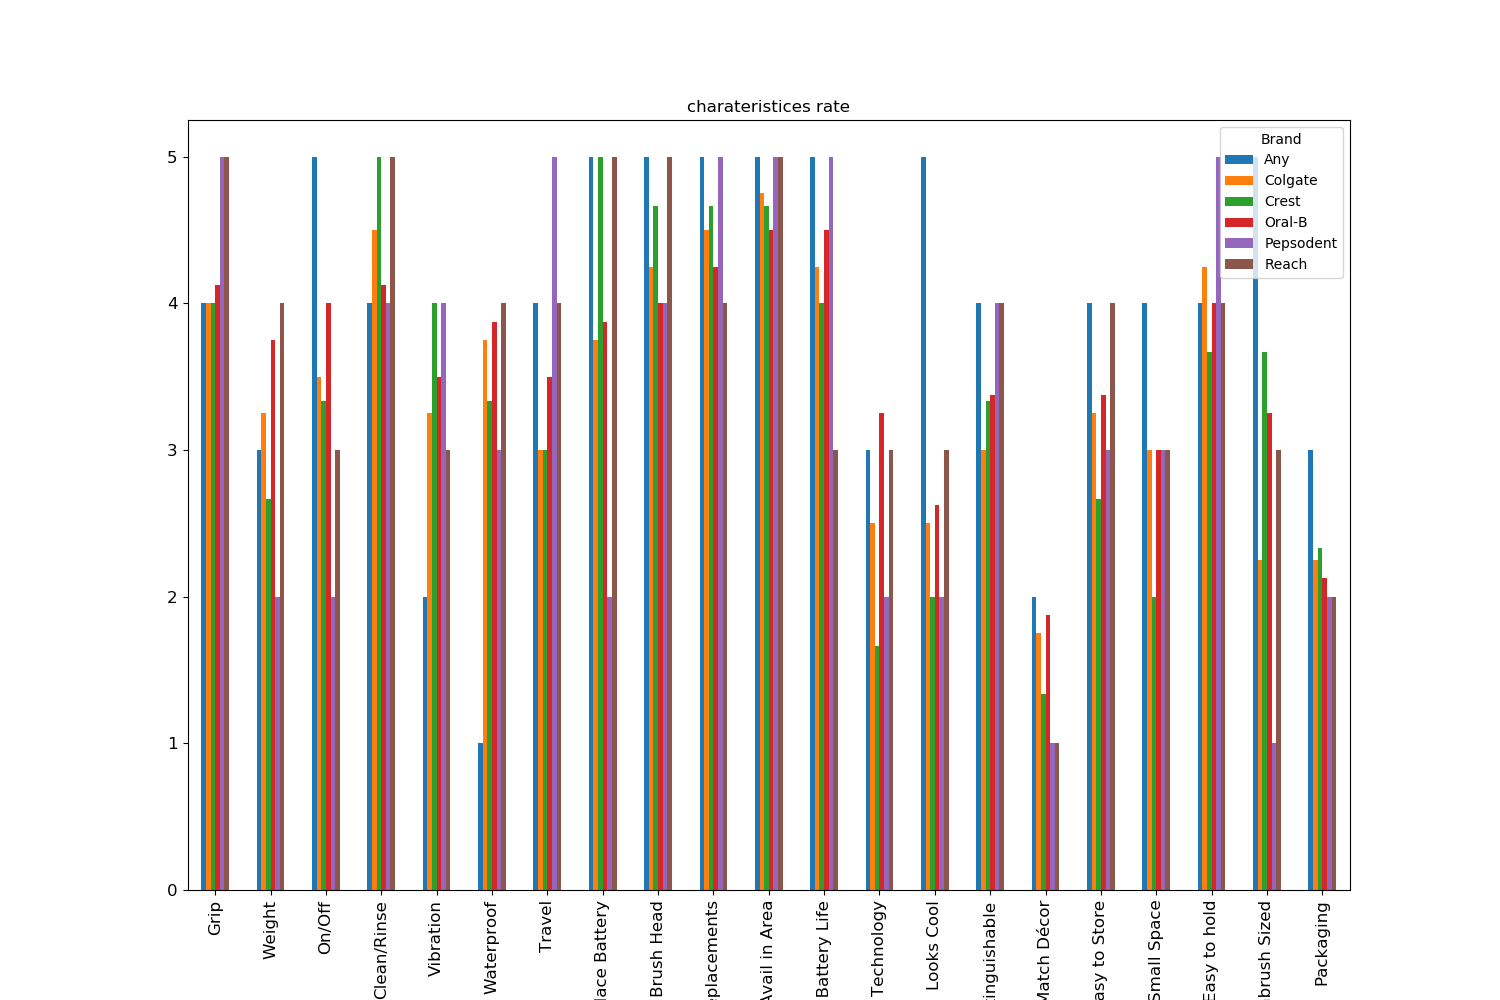 charateristices rate
Brand
Any
Colgate
Crest
Oral-B
Pepsodent
Reach
5
4
3
2
1
0
Grip
Weight
On/Off
Clean/Rinse
Vibration
Waterproof
Travel
lace Battery
Brush Head
placements
Avail in Area
Battery Life
Technology
Looks Cool
tinguishable
Match Décor
asy to Store
Small Space
Easy to hold
brush Sized
Packaging